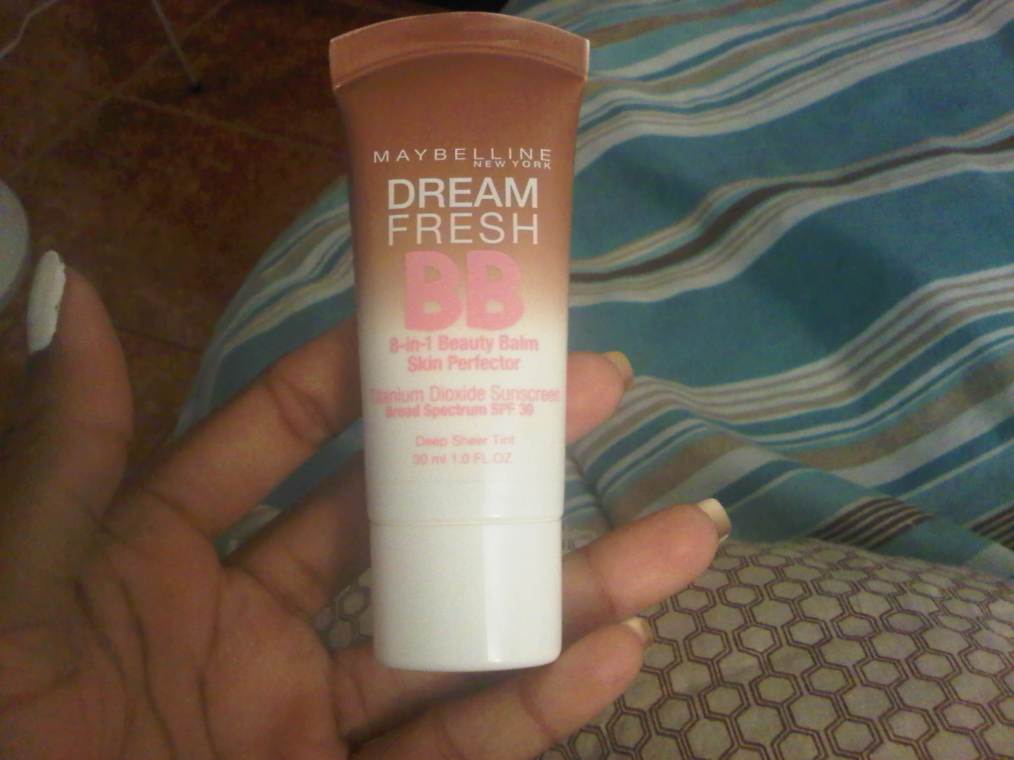 MAYBELLINE
NEW YORK
DREAM
FRESH
BB
8-in-1 Beauty Balm
Skin Perfector
Titanium Dioxide Sunscreen
Broad Spectrum SPF 30
Deep Sheer Tint
30 ml 1.0 FL.OZ